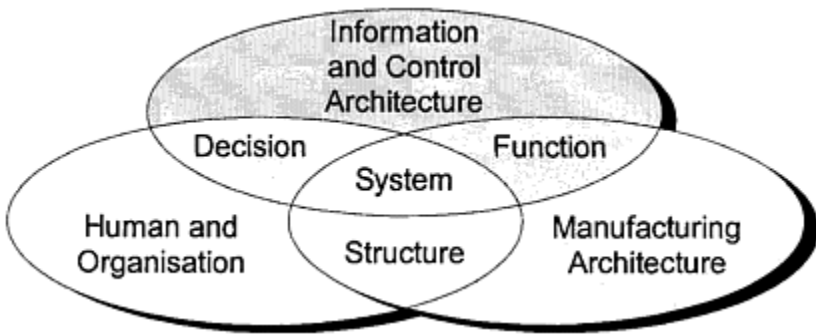 Information
and Control
Architecture
Decision
Function
System
Human and
Organisation
Structure
Manufacturing
Architecture